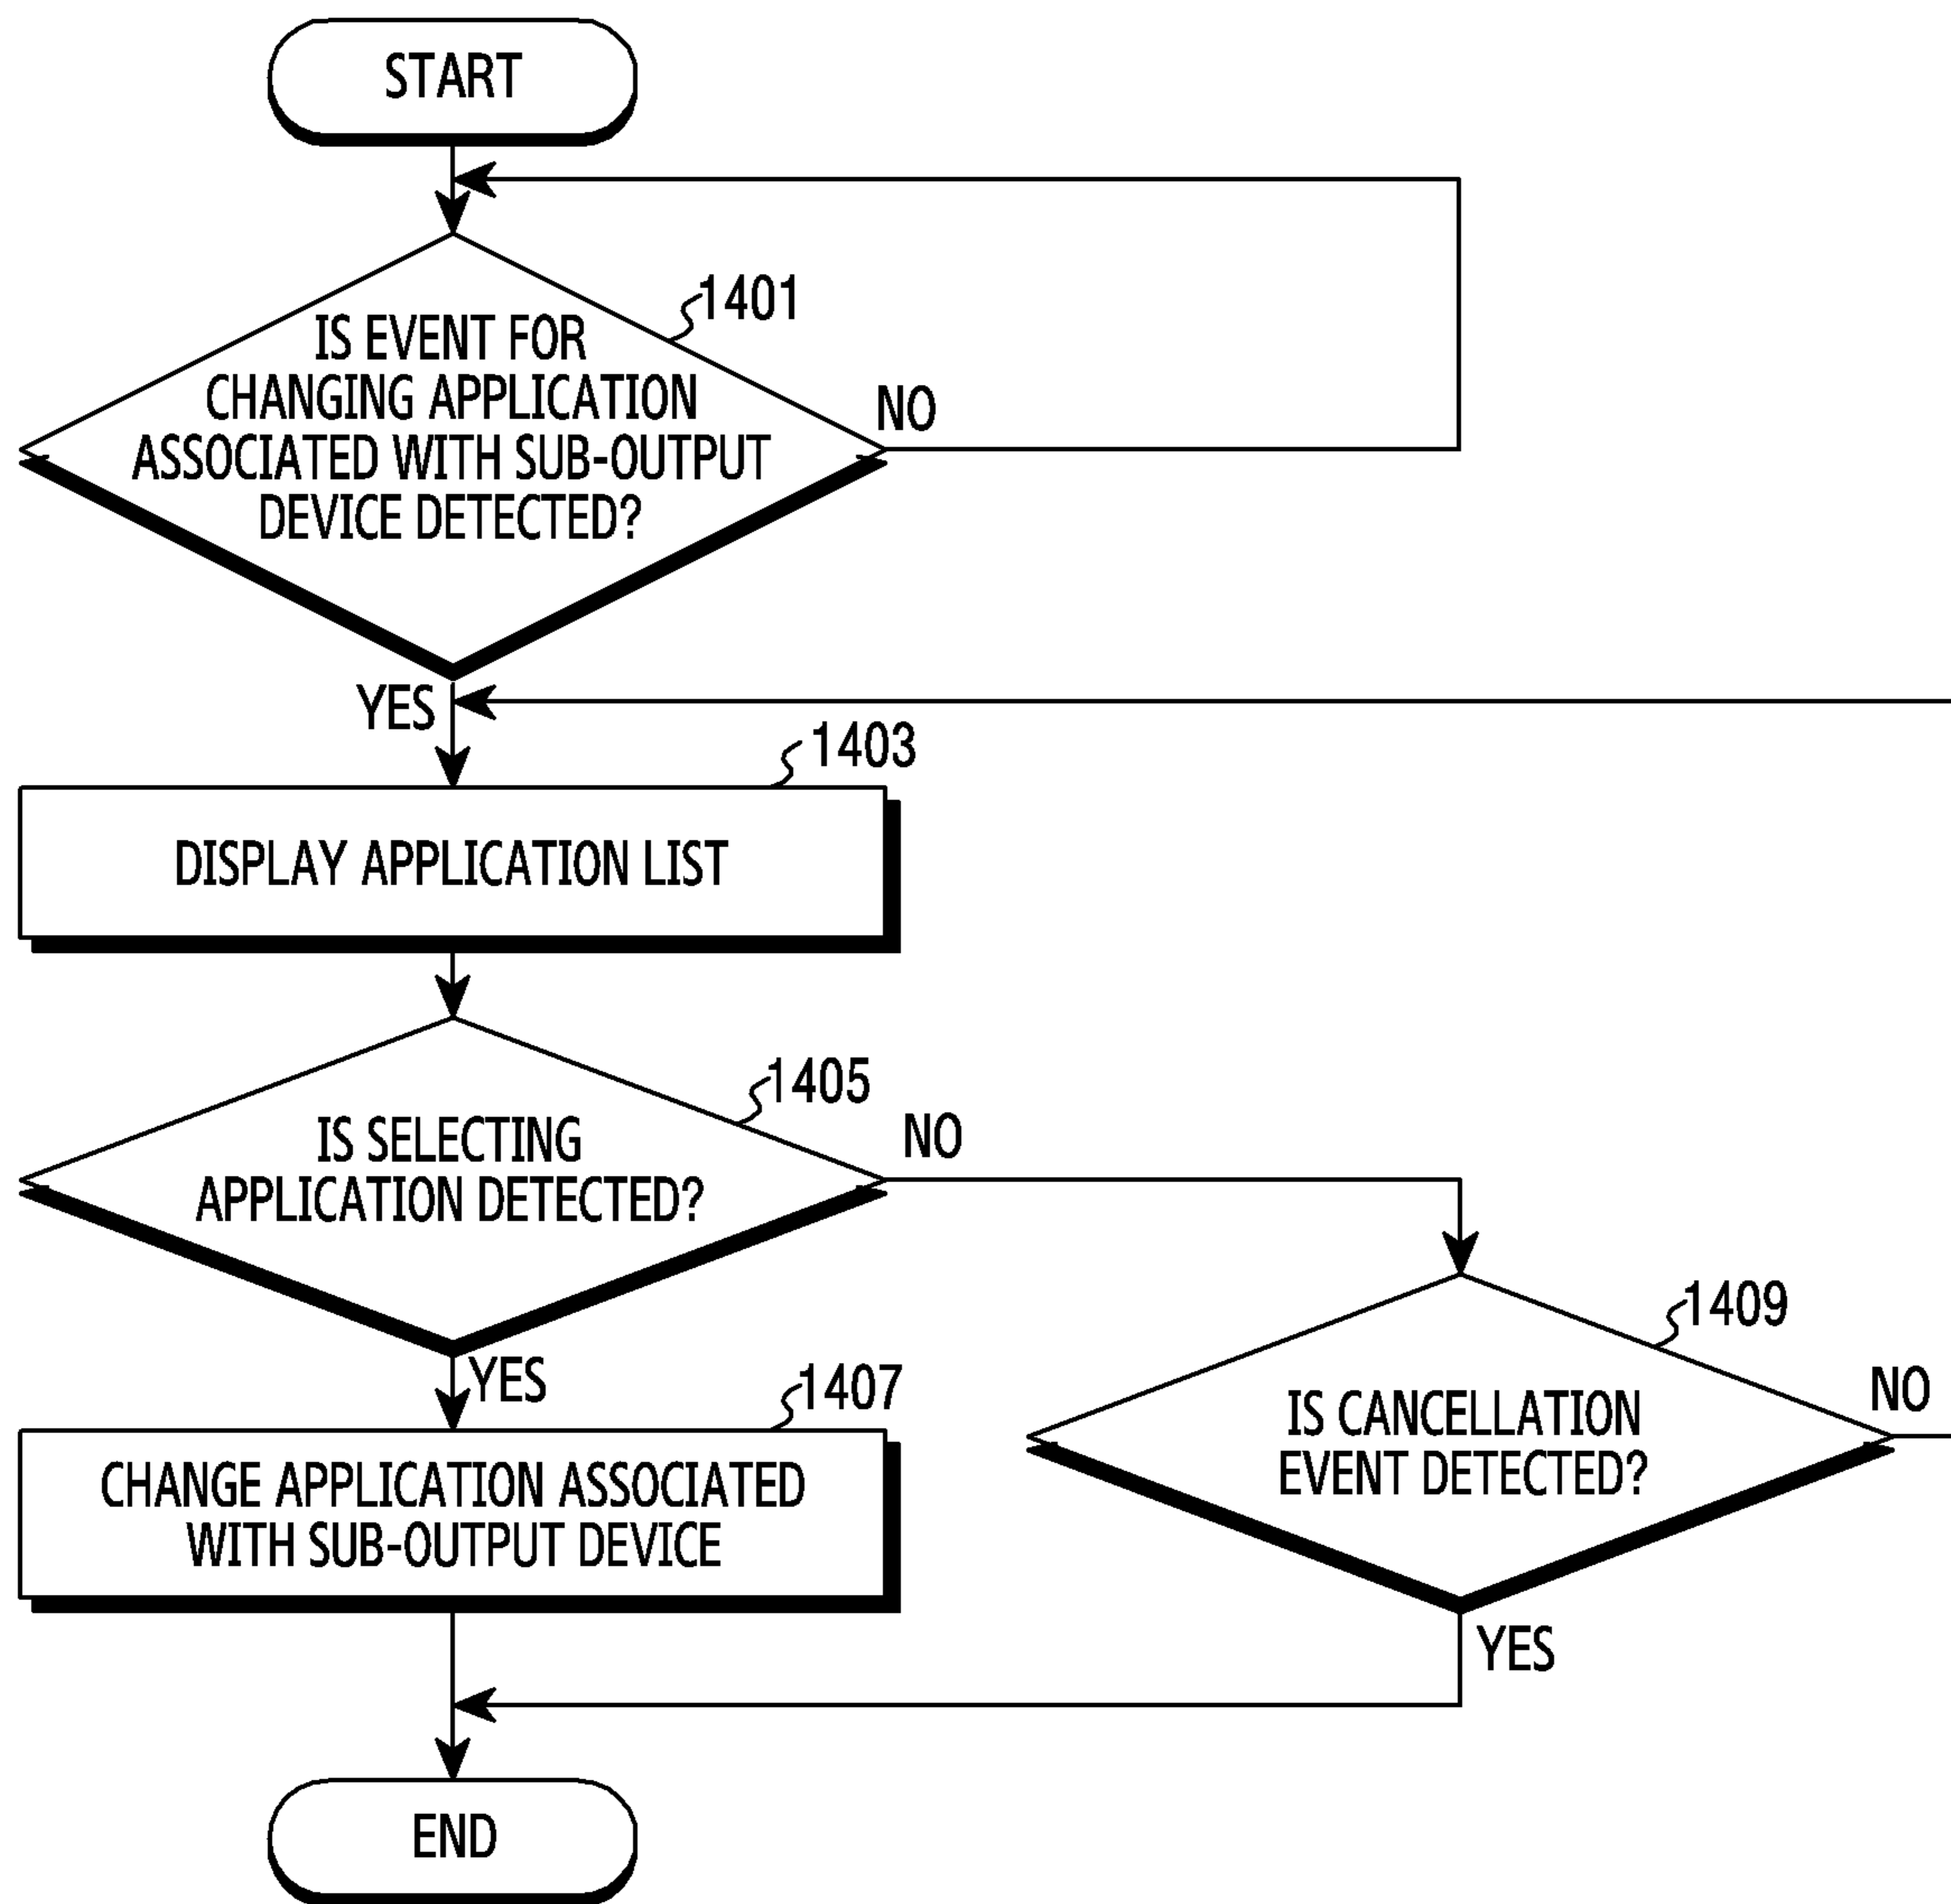 START
1401
IS EVENT FOR
CHANGING APPLICATION
ASSOCIATED WITH SUB-OUTPUT
DEVICE DETECTED?
NO
YES
1403
DISPLAY APPLICATION LIST
1405
IS SELECTING
APPLICATION DETECTED?
NO
YES
1407
CHANGE APPLICATION ASSOCIATED
WITH SUB-OUTPUT DEVICE
1409
IS CANCELLATION
EVENT DETECTED?
NO
YES
END